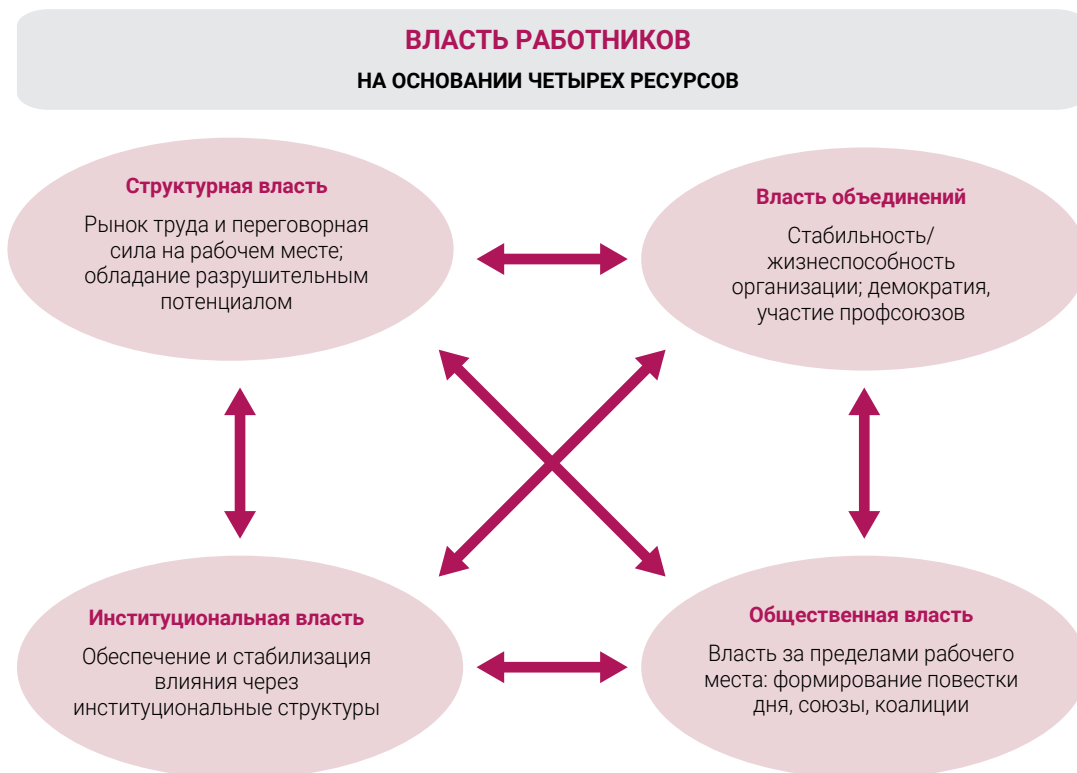 ВЛАСТЬ РАБОТНИКОВ
НА ОСНОВАНИИ ЧЕТЫРЕХ РЕСУРСОВ
Структурная власть
Рынок труда и переговорная
сила на рабочем месте;
обладание разрушительным
потенциалом
Власть объединений
Стабильность/
жизнеспособность
организации; демократия,
участие профсоюзов
Институциональная власть
Обеспечение и стабилизация
влияния через
институциональные структуры
Общественная власть
Власть за пределами рабочего
места: формирование повестки
дня, союзы, коалиции